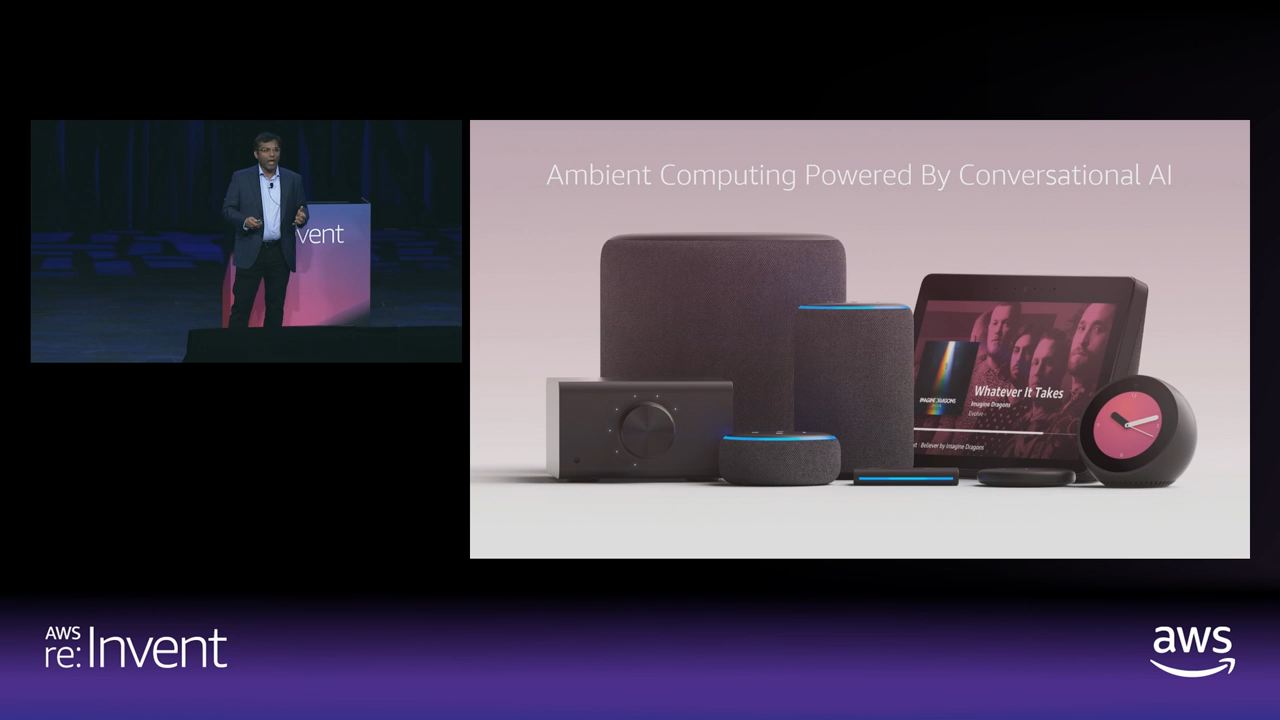 vent
Ambient Computing Powered By Conversational AI
IMAGINE DRAGONS
Whatever It Takes
Imagine Dragons
Evolve
Believer by Imagine Dragons
AWS
re:Invent
aws